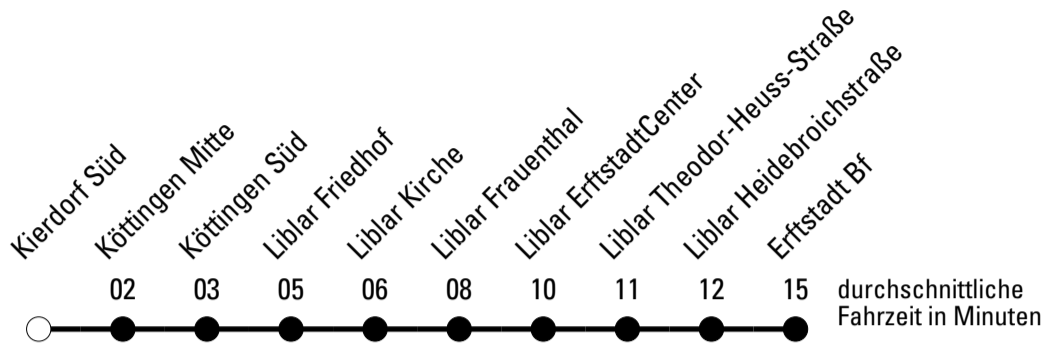 Kierdorf Süd
Köttingen Mitte
Köttingen Süd
Liblar Friedhof
Liblar Kirche
Liblar Frauenthal
Liblar ErftstadtCenter
Liblar Theodor-Heuss-Straße
Liblar Heidebroichstraße
Erftstadt Bf
02 03 05 06 08 10 11 12 15 durchschnittliche
Fahrzeit in Minuten